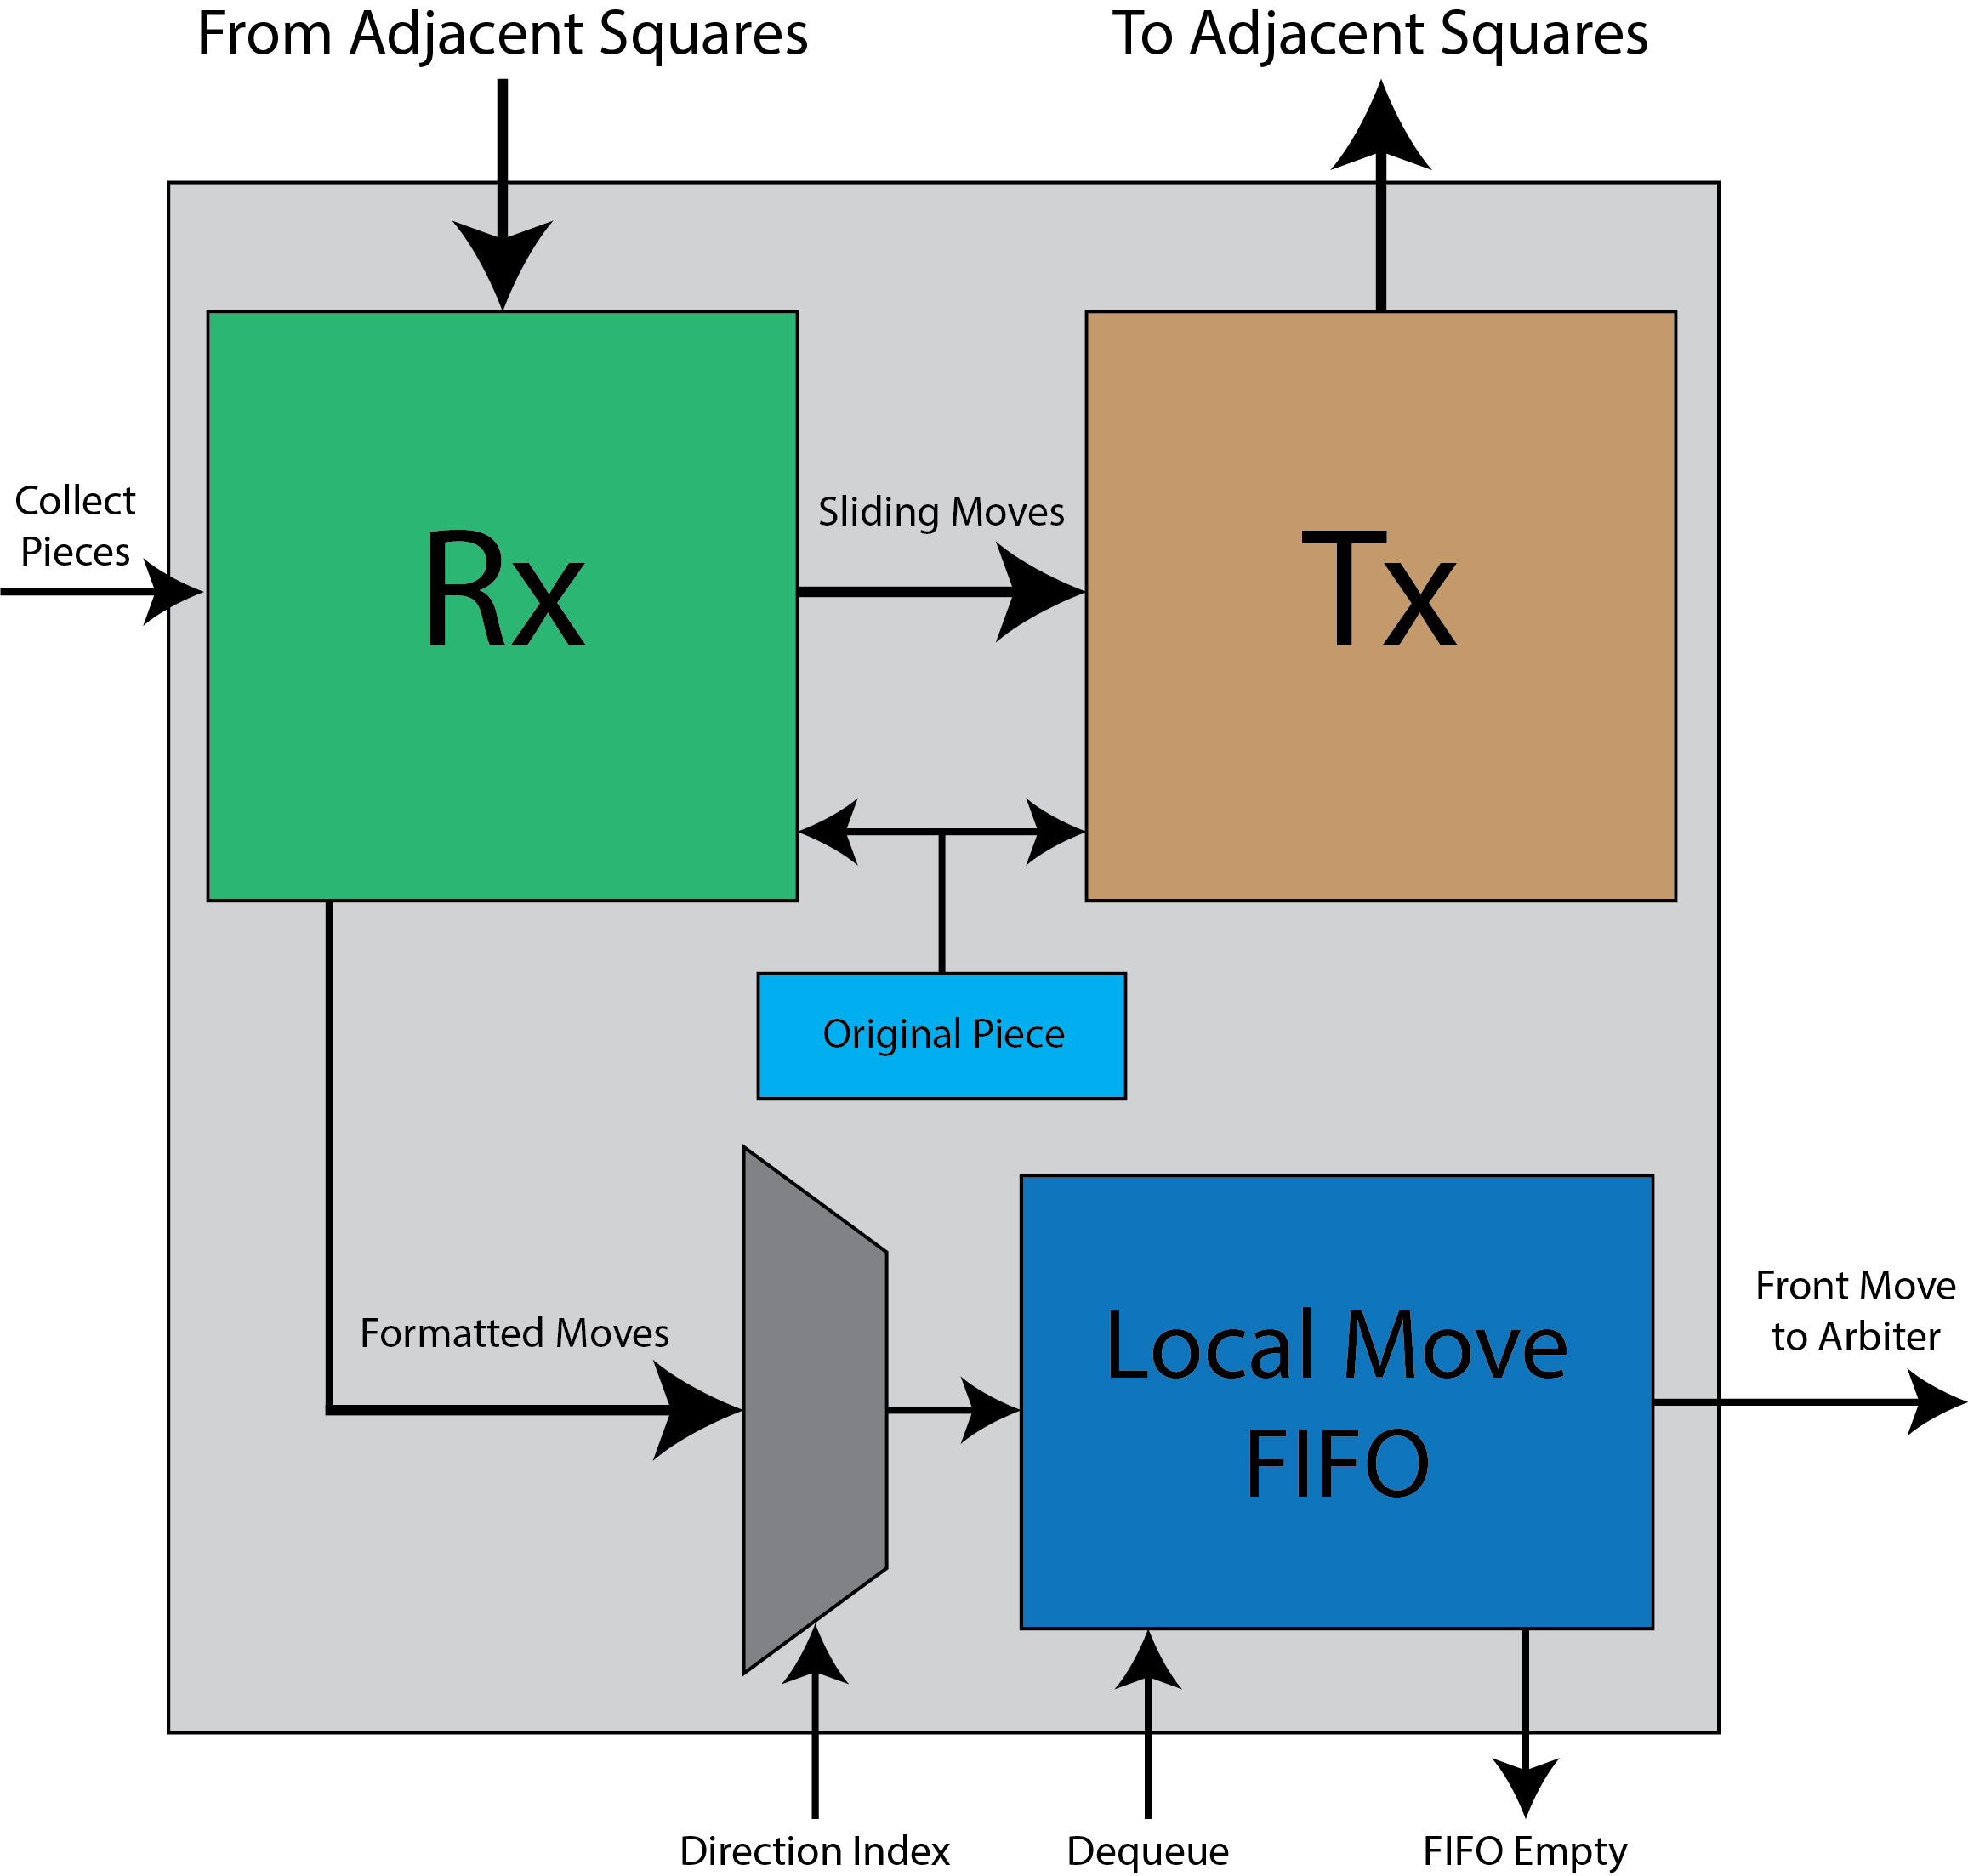 From Adjacent Squares
To Adjacent Squares
Collect
Pieces
Rx
Sliding Moves
Tx
Original Piece
Formatted Moves
Local Move
FIFO
Front Move
to Arbiter
Direction Index
Dequeue
FIFO Empty